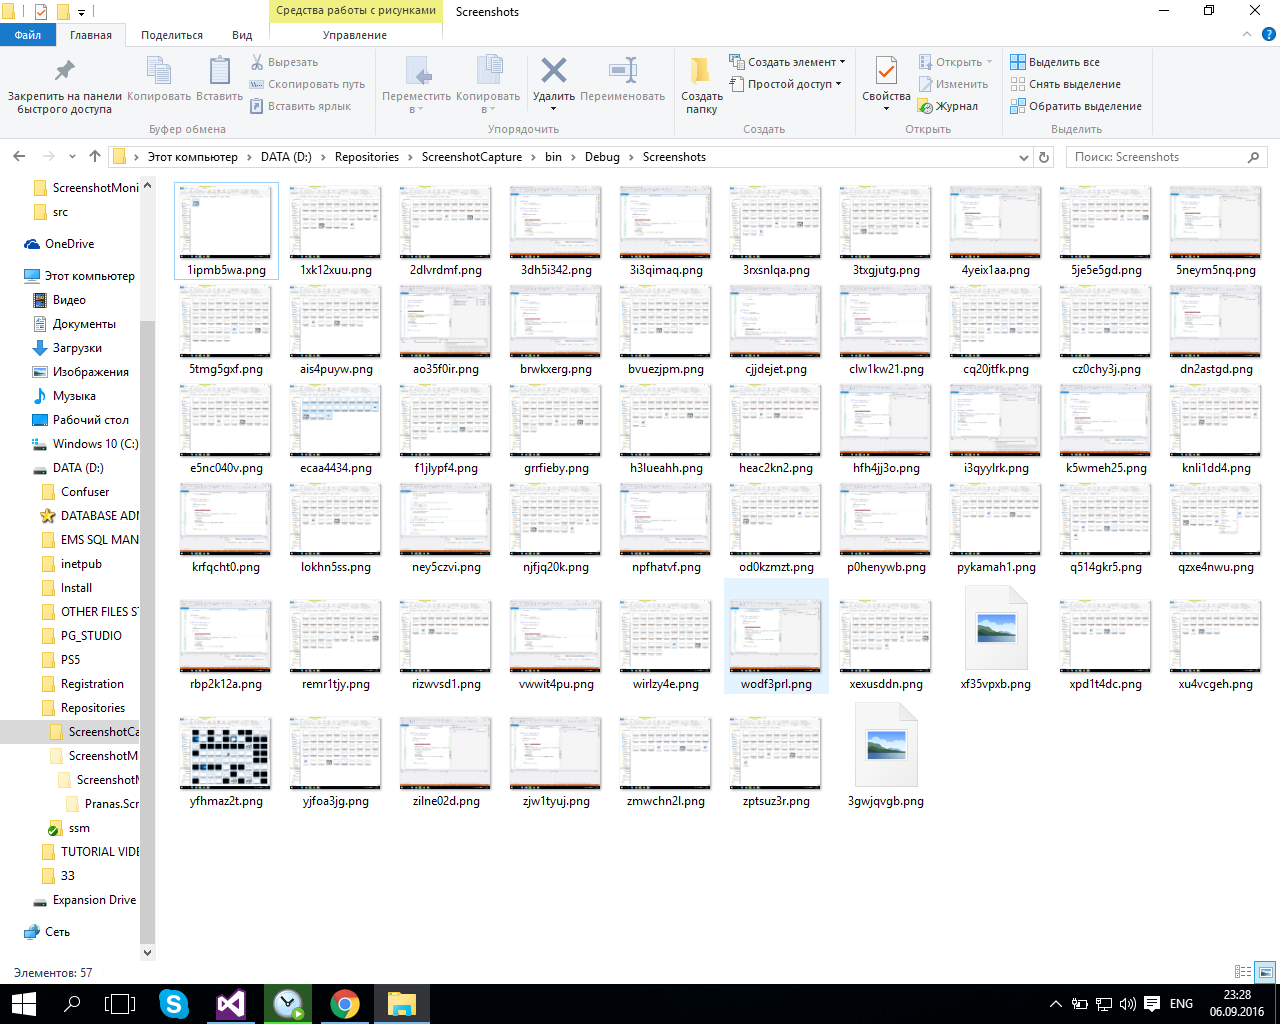 Средства работы с рисунками
Screenshots
Файл
Главная
Поделиться
Вид
Управление
Закрепить на панели
быстрого доступа
Копировать
Вставить
Вырезать
Скопировать путь
Вставить ярлык
Переместить
в
Копировать
в
Удалить
Переименовать
Создать
папку
Создать элемент
Простой доступ
Свойства
Открыть
Изменить
Журнал
Выделить все
Снять выделение
Обратить выделение
Буфер обмена
Упорядочить
Создать
Открыть
Выделить
Этот компьютер
DATA (D:)
Repositories
ScreenshotCapture
bin
Debug
Screenshots
Поиск: Screenshots
ScreenshotMoni
src
OneDrive
Этот компьютер
Видео
Документы
Загрузки
Изображения
Музыка
Рабочий стол
Windows 10 (C:)
DATA (D:)
Confuser
DATABASE ADM
EMS SQL MAN
inetpub
Install
OTHER FILES ST
PG_STUDIO
PS5
Registration
Repositories
ScreenshotCa
ScreenshotM
ScreenshotM
Pranas.Scr
ssm
TUTORIAL VIDE
ЗЗ
Expansion Drive
Сеть
1ipmb5wa.png
1xk12xuu.png
2dlvrdmf.png
3dh5i342.png
3i3qimaq.png
3rxsnlqa.png
3txgjutg.png
4yeix1aa.png
5je5e5gd.png
5neym5nq.png
5tmg5gxf.png
ais4puyw.png
ao35f0ir.png
brwkxerg.png
bvuezjpm.png
cjjdejet.png
clw1kw21.png
cq20jtfk.png
cz0chy3j.png
dn2astgd.png
e5nc040v.png
ecaa4434.png
f1jlypf4.png
grrfieby.png
h3lueahh.png
heac2kn2.png
hfh4jj3o.png
i3qyylrk.png
k5wmeh25.png
knli1dd4.png
krfqcht0.png
lokhn5ss.png
ney5czvi.png
njfjq20k.png
npfhatvf.png
od0kzmzt.png
p0henywb.png
pykamah1.png
q514gkr5.png
qzxe4nwu.png
rbp2k12a.png
remr1tjy.png
rizwvsd1.png
vwwit4pu.png
wirlzy4e.png
wodf3prl.png
xexusddn.png
xf35vpxb.png
xpd1t4dc.png
xu4vcgeh.png
yfhmaz2t.png
yjfoa3jg.png
zilne02d.png
zjw1tyuj.png
zmwchn2l.png
zptsuz3r.png
3gwjqvgb.png
Элементов: 57
ENG
23:28
06.09.2016